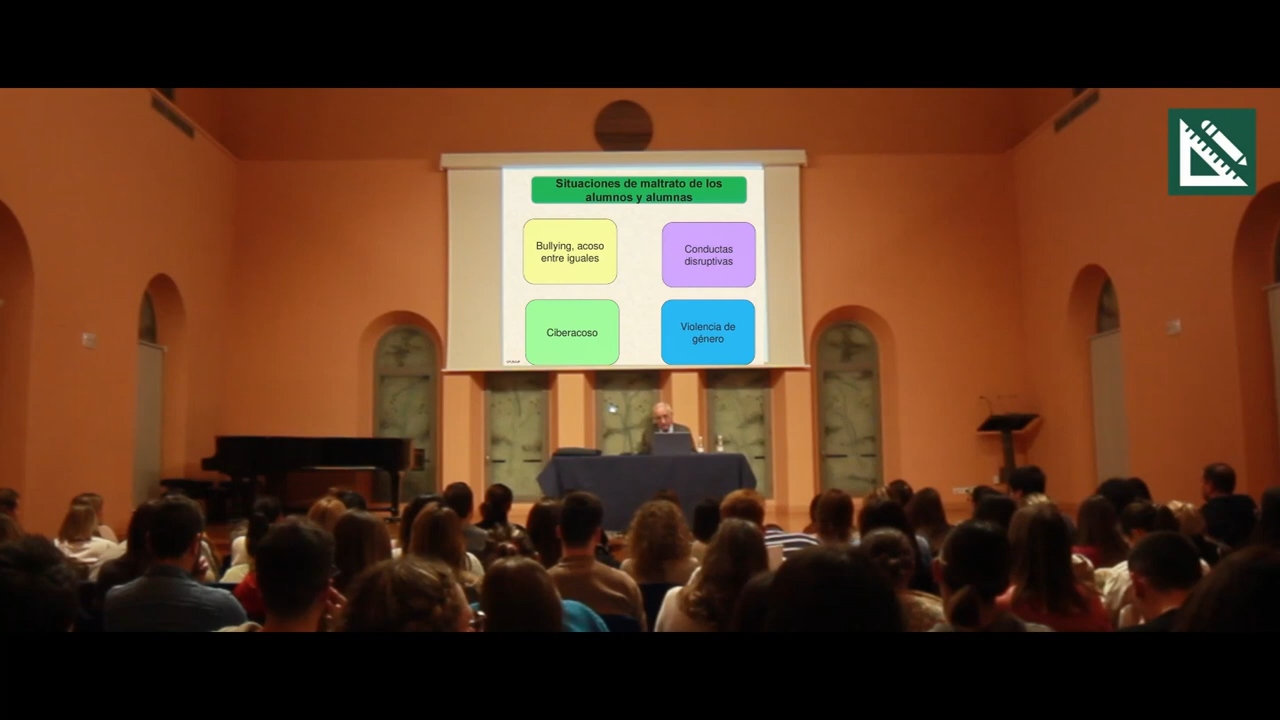 Situaciones de maltrato de los
alumnos y alumnas
Bullying, acoso
entre iguales
Conductas
disruptivas
Ciberacoso
Violencia de
género